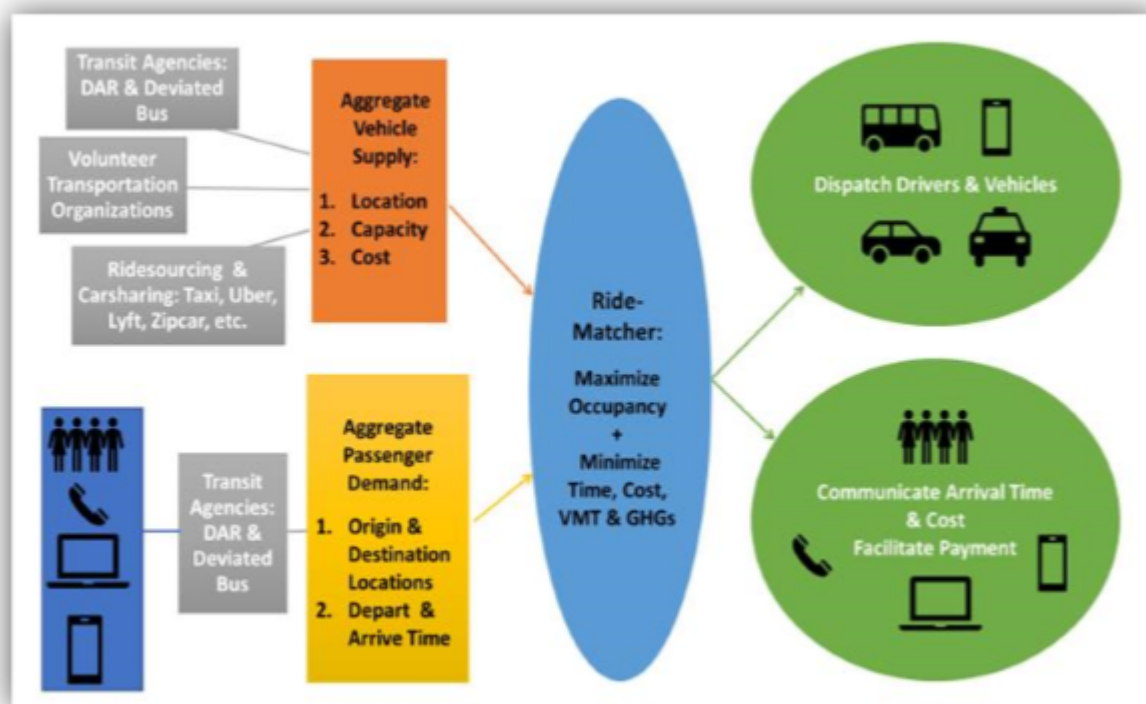 Transit Agencies:
DAR & Deviated
Bus
Volunteer
Transportation
Organizations
Ridesourcing &
Carsharing: Taxi, Uber,
Lyft, Zipcar, etc.
Aggregate
Vehicle
Supply:
1. Location
2. Capacity
3. Cost
Transit
Agencies:
DAR &
Deviated
Bus
Aggregate
Passenger
Demand:
1. Origin &
Destination
Locations
2. Depart &
Arrive Time
Ride-
Matcher:
Maximize
Occupancy
+
Minimize
Time, Cost,
VMT & GHGs
Dispatch Drivers & Vehicles
Communicate Arrival Time
& Cost
Facilitate Payment